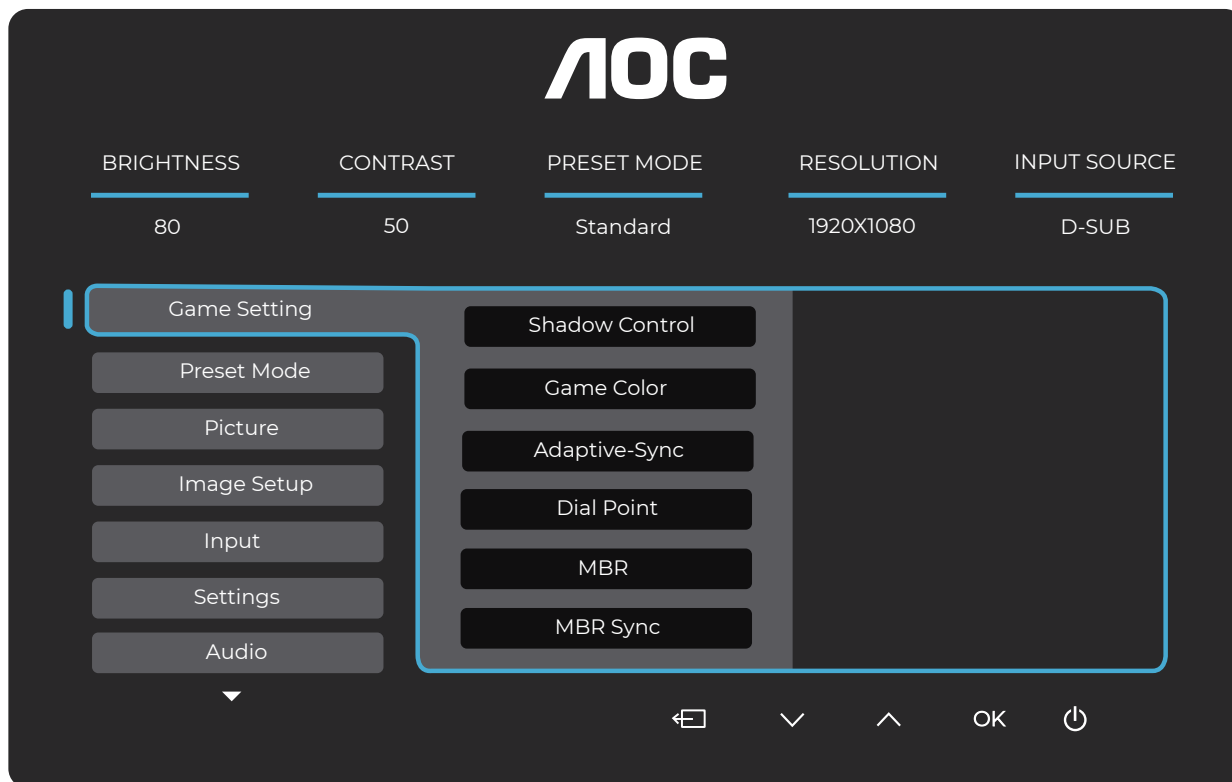 AOC
BRIGHTNESS CONTRAST PRESET MODE RESOLUTION INPUT SOURCE
80 50 Standard 1920X1080 D-SUB
Game Setting
Preset Mode
Picture
Image Setup
Input
Settings
Audio
Shadow Control
Game Color
Adaptive-Sync
Dial Point
MBR
MBR Sync
OK